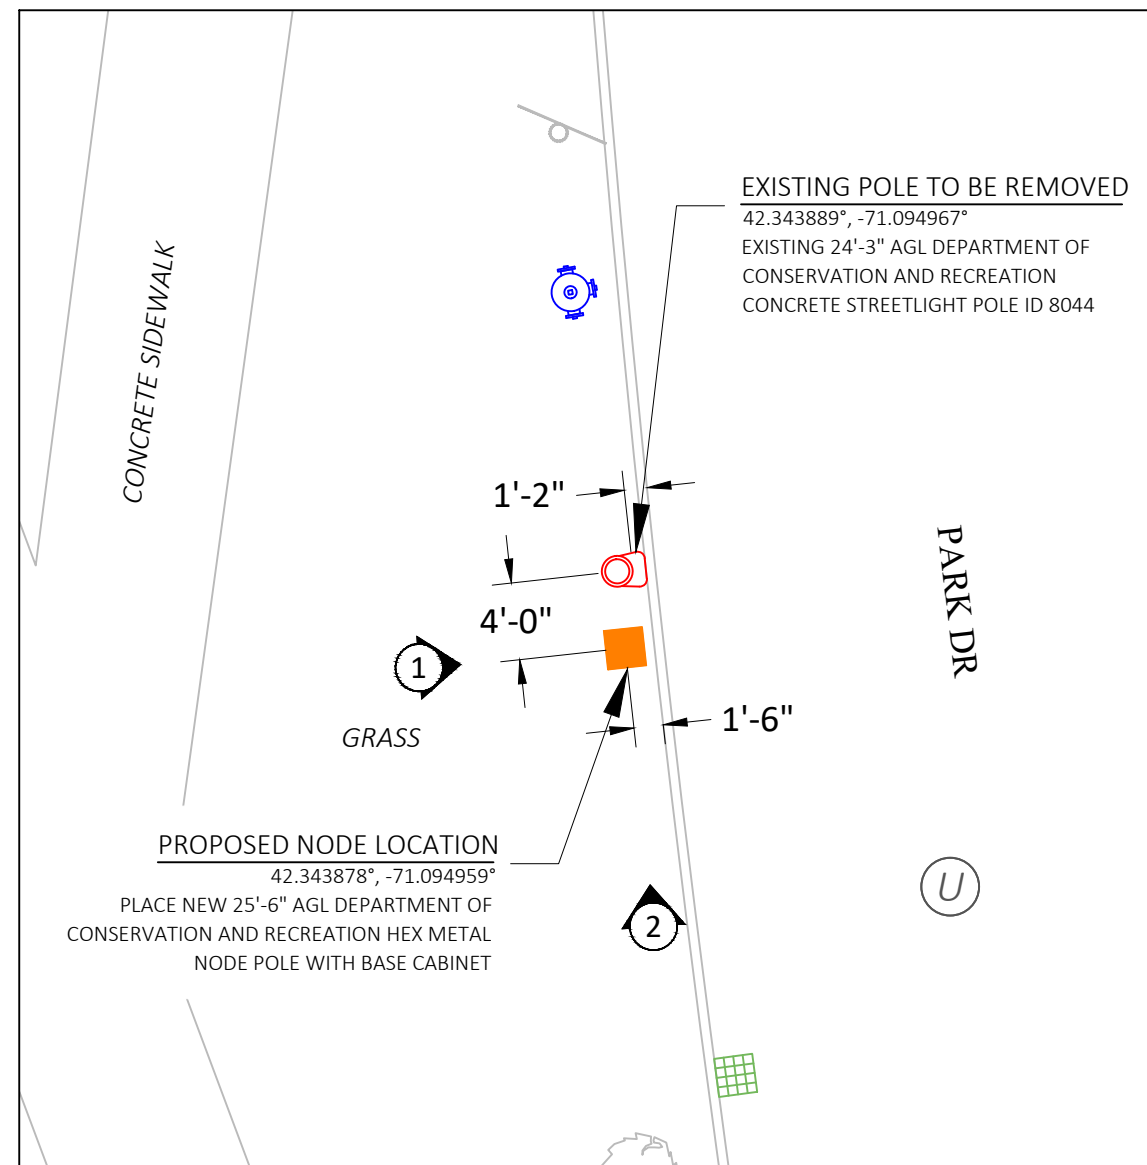 EXISTING POLE TO BE REMOVED
42.343889°, -71.094967°
EXISTING 24'-3" AGL DEPARTMENT OF
CONSERVATION AND RECREATION
CONCRETE STREETLIGHT POLE ID 8044
CONCRETE SIDEWALK
1'-2"
4'-0"
PARK DR
1
1'-6"
GRASS
PROPOSED NODE LOCATION
42.343878°, -71.094959°
PLACE NEW 25'-6" AGL DEPARTMENT OF
CONSERVATION AND RECREATION HEX METAL
NODE POLE WITH BASE CABINET
2
U